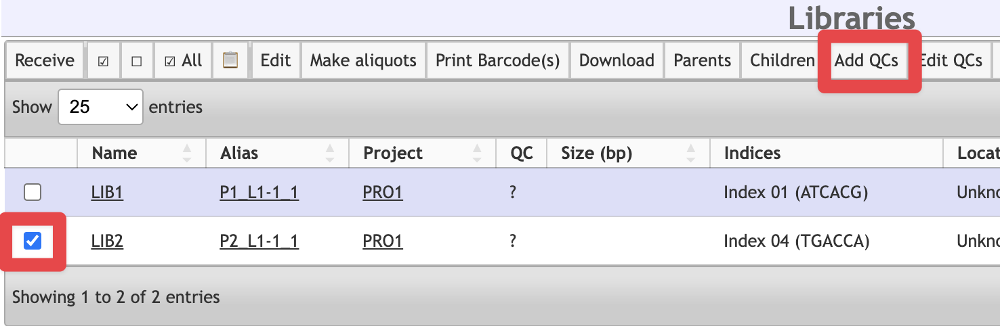 Libraries
Receive ☑ ☐ ☑ All Edit Make aliquots Print Barcode(s) Download Parents Children Add QCs Edit QCs
Show 25 entries
Name Alias Project QC Size (bp) Indices Locat
LIB1 P1_L1-1_1 PRO1 ? Index 01 (ATCACG) Unkno
LIB2 P2_L1-1_1 PRO1 ? Index 04 (TGACCA) Unkno
Showing 1 to 2 of 2 entries